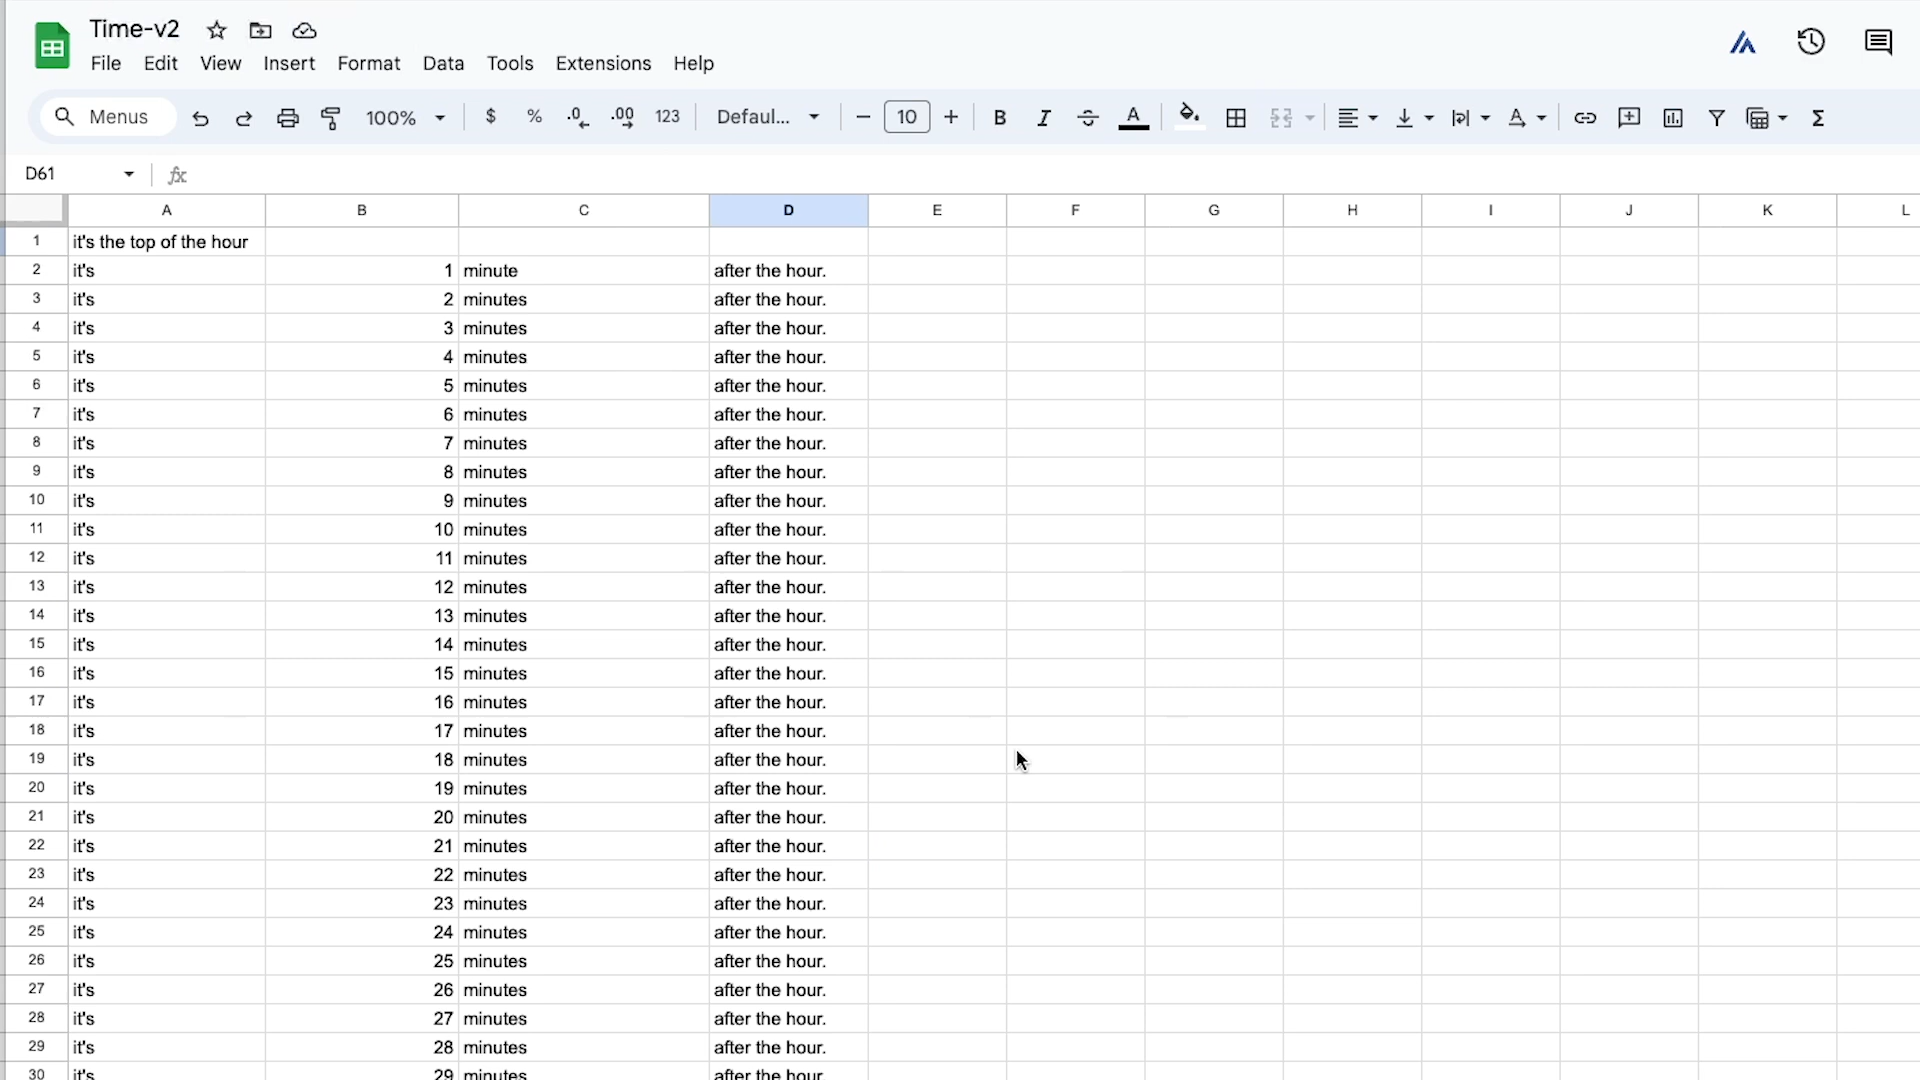 Time-v2
File Edit View Insert Format Data Tools Extensions Help
Menus 100% $ % .0 .00 123 Defaul... 10 B I S A A Σ
D61 fx
A B C D E F G H I J K L
1 it's the top of the hour
2 it's 1 minute after the hour.
3 it's 2 minutes after the hour.
4 it's 3 minutes after the hour.
5 it's 4 minutes after the hour.
6 it's 5 minutes after the hour.
7 it's 6 minutes after the hour.
8 it's 7 minutes after the hour.
9 it's 8 minutes after the hour.
10 it's 9 minutes after the hour.
11 it's 10 minutes after the hour.
12 it's 11 minutes after the hour.
13 it's 12 minutes after the hour.
14 it's 13 minutes after the hour.
15 it's 14 minutes after the hour.
16 it's 15 minutes after the hour.
17 it's 16 minutes after the hour.
18 it's 17 minutes after the hour.
19 it's 18 minutes after the hour.
20 it's 19 minutes after the hour.
21 it's 20 minutes after the hour.
22 it's 21 minutes after the hour.
23 it's 22 minutes after the hour.
24 it's 23 minutes after the hour.
25 it's 24 minutes after the hour.
26 it's 25 minutes after the hour.
27 it's 26 minutes after the hour.
28 it's 27 minutes after the hour.
29 it's 28 minutes after the hour.
30 it's 29 minutes after the hour.